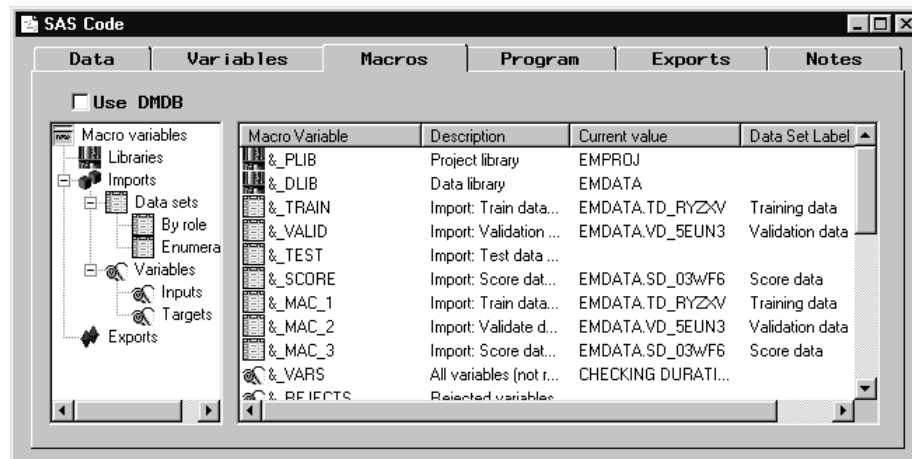 SAS Code
Data Variables Macros Program Exports Notes
Use DMDB
Macro variables
Libraries
Imports
Data sets
By role
Enumera
Variables
Inputs
Targets
Exports
Macro Variable Description Current value Data Set Label
&_PLIB Project library EMPROJ
&_DLIB Data library EMDATA
&_TRAIN Import: Train data... EMDATA.TD_RYZXV Training data
&_VALID Import: Validation ... EMDATA.VD_5EUN3 Validation data
&_TEST Import: Test data ...
&_SCORE Import: Score dat... EMDATA.SD_03WF6 Score data
&_MAC_1 Import: Train data... EMDATA.TD_RYZXV Training data
&_MAC_2 Import: Validate d... EMDATA.VD_5EUN3 Validation data
&_MAC_3 Import: Score dat... EMDATA.SD_03WF6 Score data
&_VARS All variables (not r... CHECKING DURATI...
&_REJECTS Rejected variables